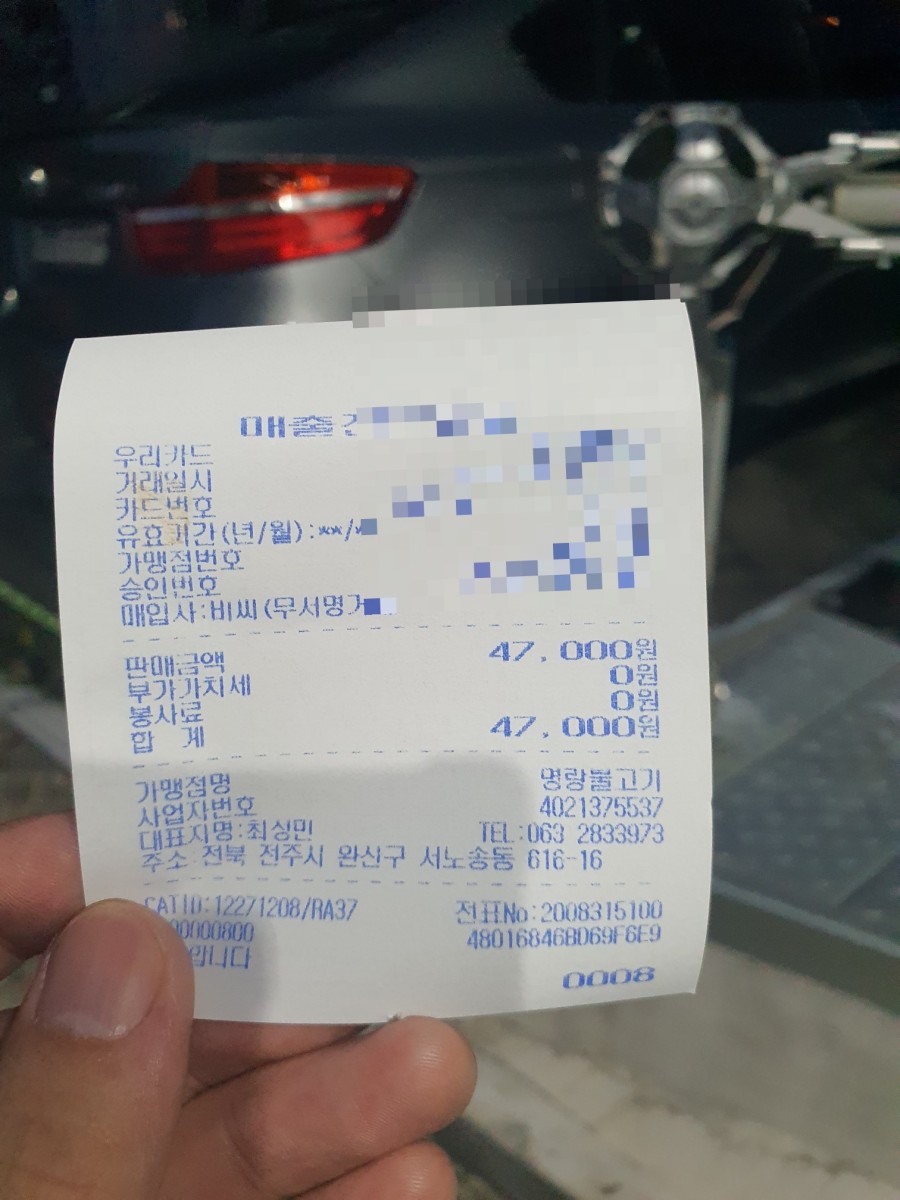 매출
우리카드
거래일시
카드번호
유효기간(년/월):**/
가맹점번호
승인번호
매입사:비씨(무서명거
판매금액 47,000원
부가가치세 0원
봉사료 0원
합 계 47,000원
가맹점명 명랑불고기
사업자번호 4021375537
대표자명:최성민 TEL:063 2833973
주소 전북 전주시 완산구 서노송동 616-16
CATID:12271208/RA37 전표No:2008315100
00000800 48016846BD69F6E9
입니다
0008